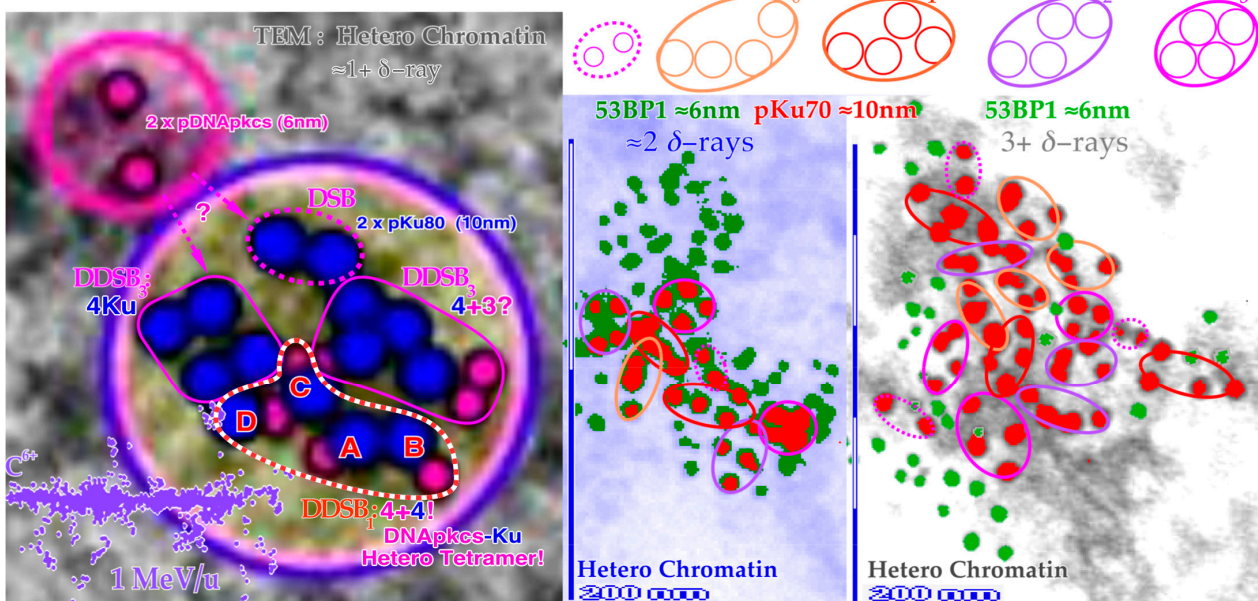 TEM : Hetero Chromatin
≈1+ δ−ray
2 x pDNApkcs (6nm)
?
DSB
2 x pKu80 (10nm)
DDSB3:
4Ku
DDSB3
4+3?
C
D
A
B
C6+
DDSB1:4+4!
DNApkcs-Ku
Hetero Tetramer!
1 MeV/u
53BP1 ≈6nm pKu70 ≈10nm
≈2 δ−rays
Hetero Chromatin
200 nm
53BP1 ≈6nm
3+ δ−rays
Hetero Chromatin
200 nm